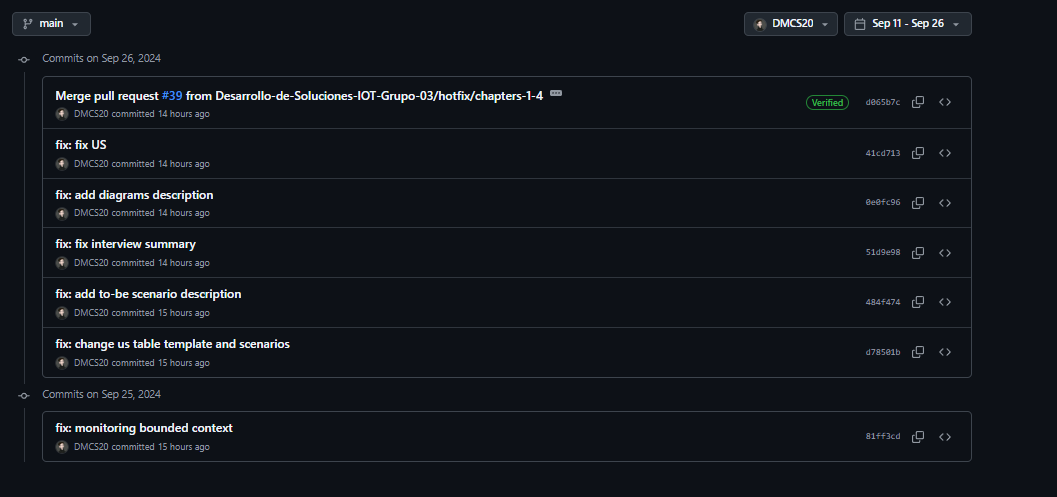 main
DMCS20
Sep 11 - Sep 26
Commits on Sep 26, 2024
Merge pull request #39 from Desarrollo-de-Soluciones-IOT-Grupo-03/hotfix/chapters-1-4
DMCS20 committed 14 hours ago
Verified
d065b7c
fix: fix US
DMCS20 committed 14 hours ago
41cd713
fix: add diagrams description
DMCS20 committed 14 hours ago
0e0fc96
fix: fix interview summary
DMCS20 committed 14 hours ago
51d9e98
fix: add to-be scenario description
DMCS20 committed 15 hours ago
484f474
fix: change us table template and scenarios
DMCS20 committed 15 hours ago
d78501b
Commits on Sep 25, 2024
fix: monitoring bounded context
DMCS20 committed 15 hours ago
81ff3cd